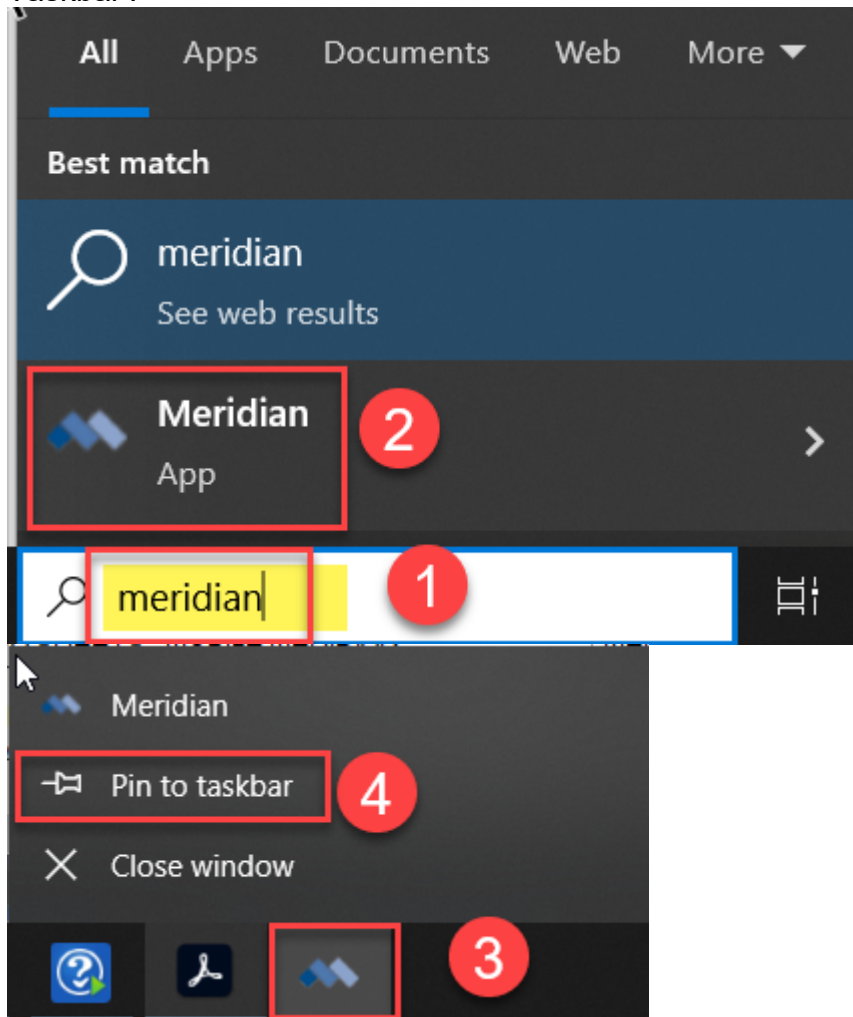 All Apps Documents Web More
Best match
meridian
See web results
Meridian
2
App
meridian
1
Meridian
Pin to taskbar
4
Close window
3